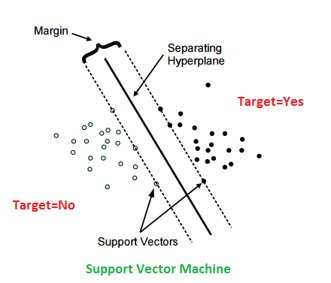 Margin
Separating
Hyperplane
Target=Yes
Target=No
Support Vectors
Support Vector Machine